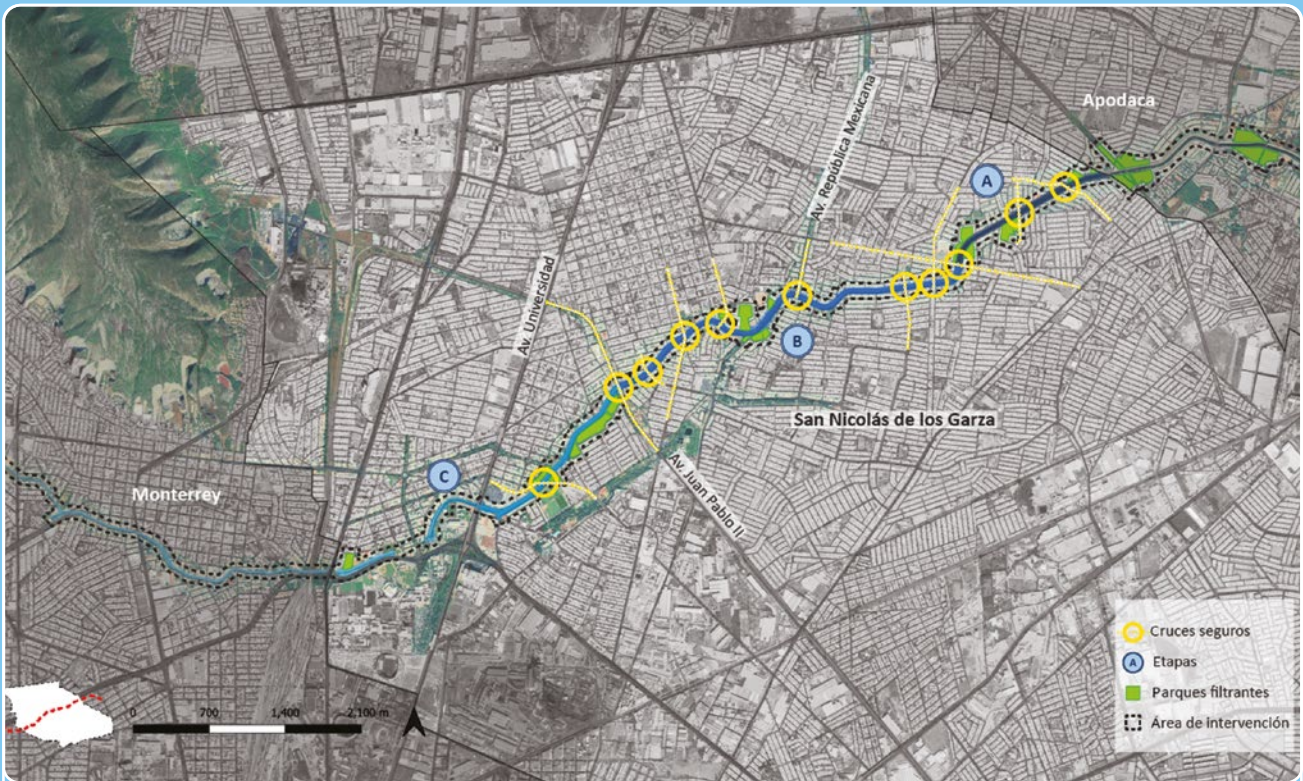 Apodaca
Av. República Mexicana
A
Av. Universidad
B
San Nicolás de los Garza
C
Av. Juan Pablo II
Monterrey
Cruces seguros
A Etapas
Parques filtrantes
Área de intervención
0 700 1,400 2,100 m